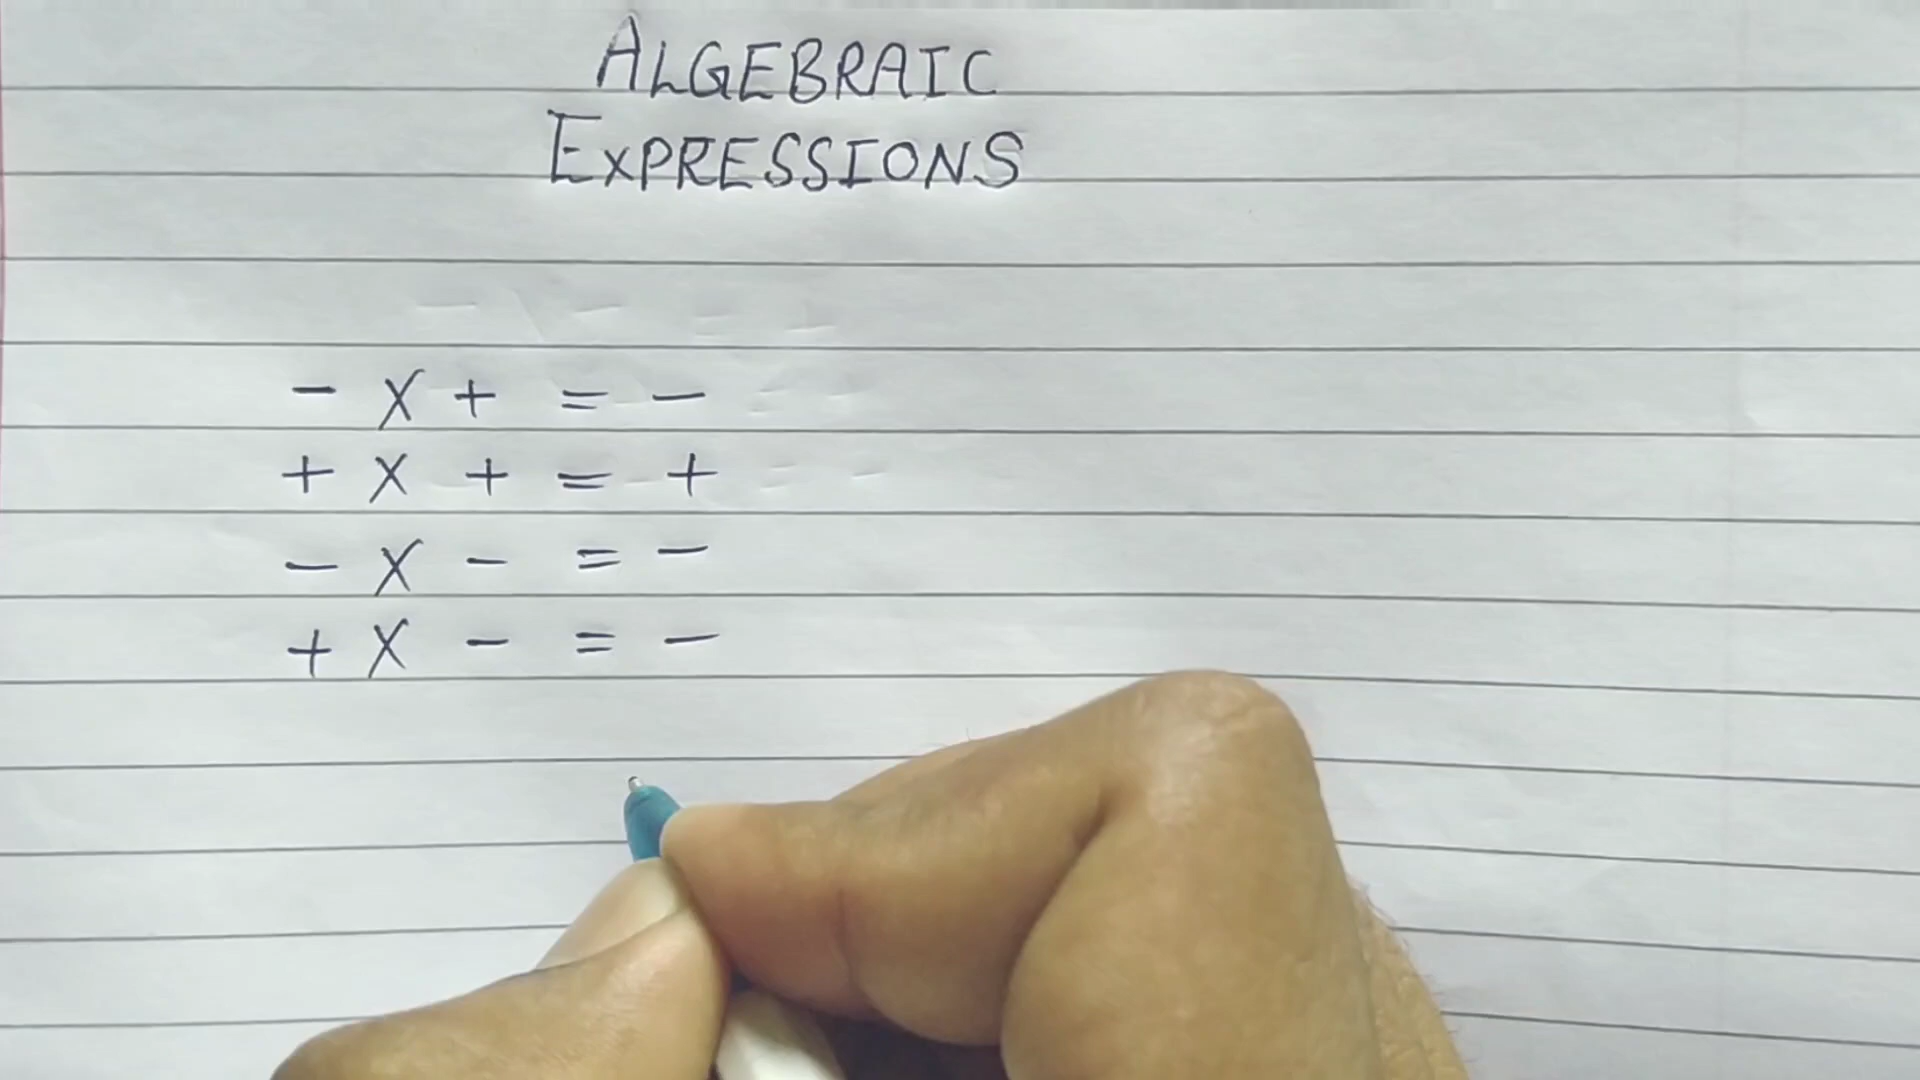 ALGEBRAIC
EXPRESSIONS
- X + = -
+ X + = +
- X - = -
+ X - = -